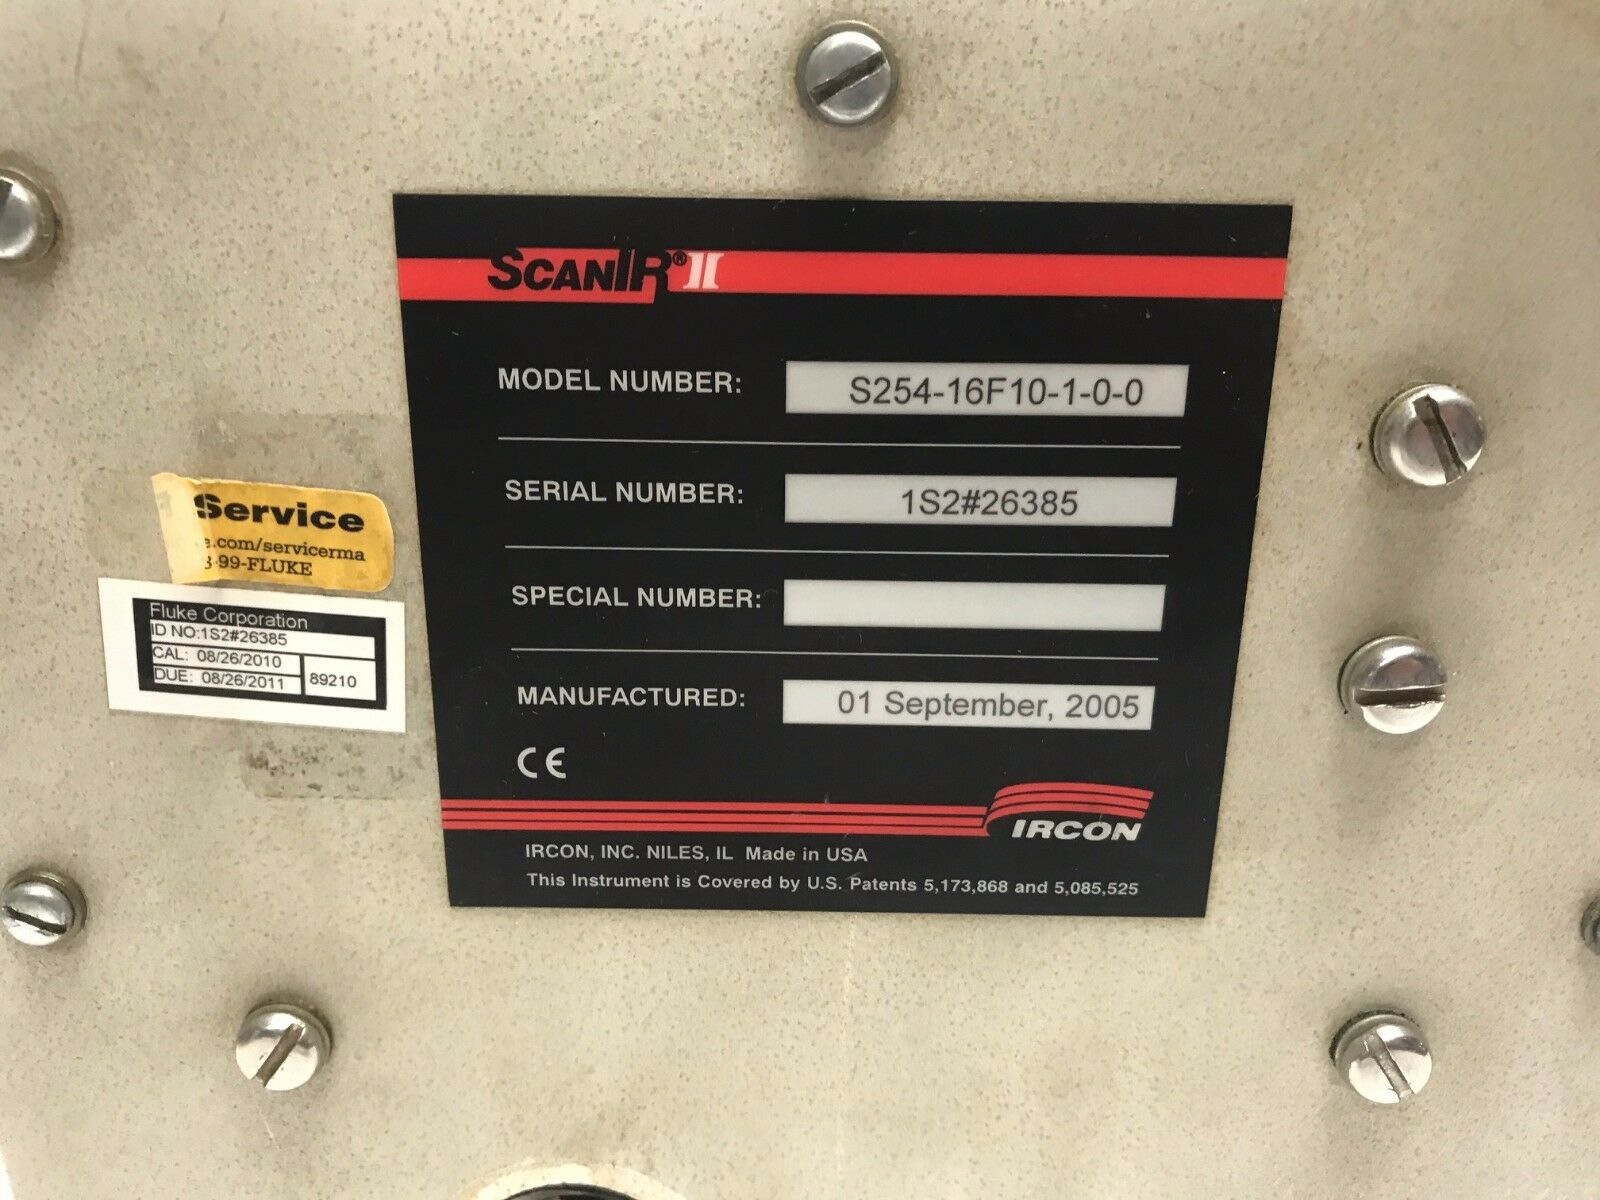 SCANIR® II
MODEL NUMBER: S254-16F10-1-0-0
SERIAL NUMBER: 1S2#26385
SPECIAL NUMBER:
MANUFACTURED: 01 September, 2005
CE
IRCON
IRCON, INC. NILES, IL Made in USA
This Instrument is Covered by U.S. Patents 5,173,868 and 5,085,525
Service
.com/servicerma
-99-FLUKE
Fluke Corporation
ID NO:1S2#26385
CAL: 08/26/2010
DUE: 08/26/2011 89210